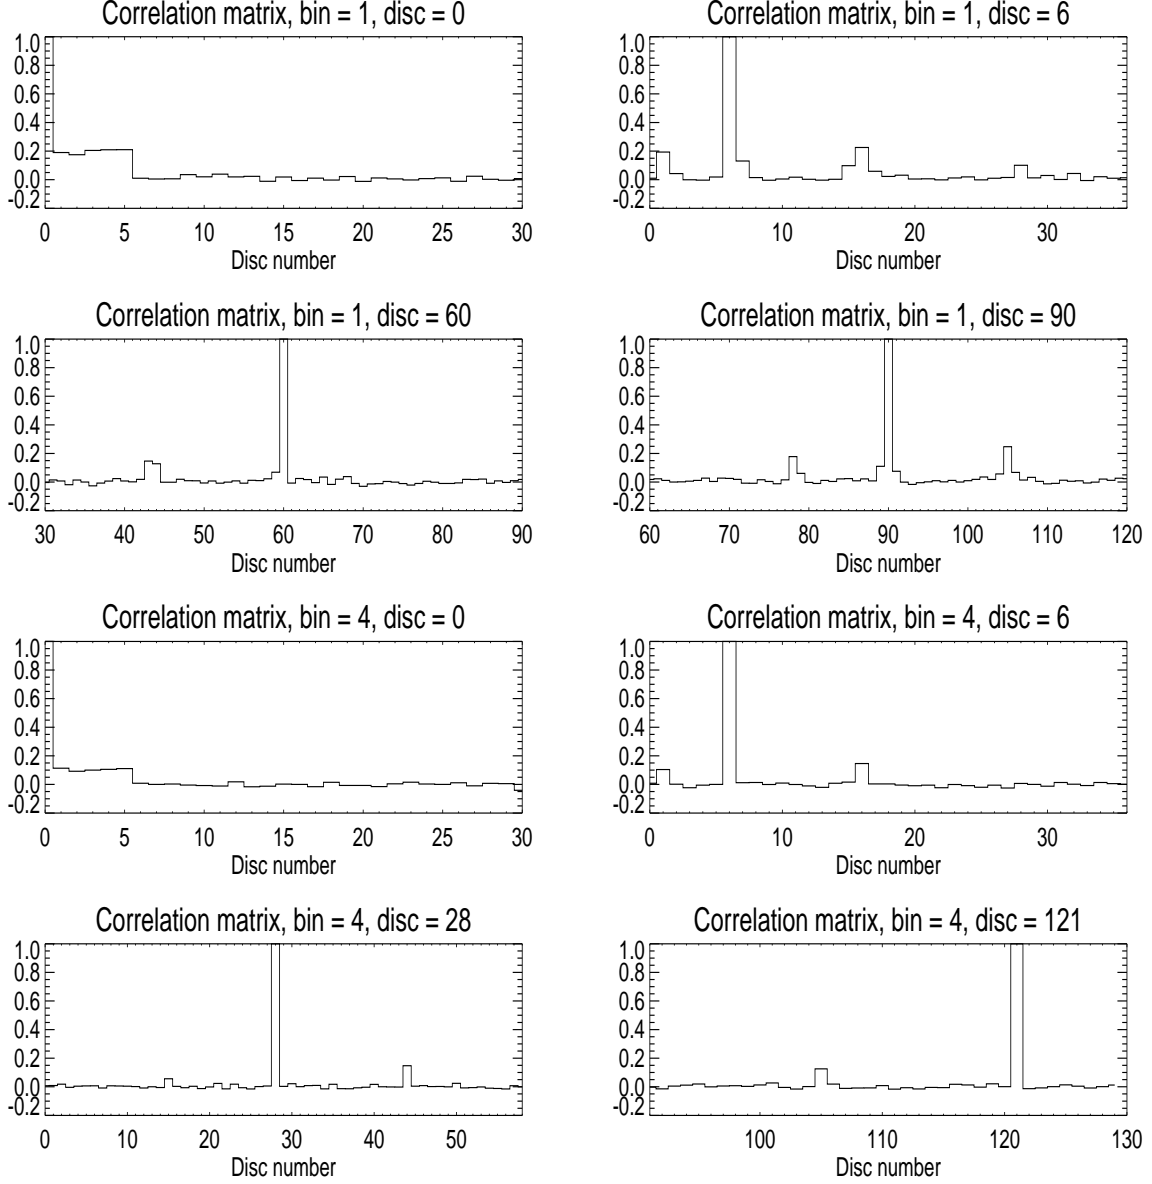 Correlation matrix, bin = 1, disc = 0
1.0
0.8
0.6
0.4
0.2
0.0
-0.2
0 5 10 15 20 25 30
Disc number
Correlation matrix, bin = 1, disc = 6
1.0
0.8
0.6
0.4
0.2
0.0
-0.2
0 10 20 30
Disc number
Correlation matrix, bin = 1, disc = 60
1.0
0.8
0.6
0.4
0.2
0.0
-0.2
30 40 50 60 70 80 90
Disc number
Correlation matrix, bin = 1, disc = 90
1.0
0.8
0.6
0.4
0.2
0.0
-0.2
60 70 80 90 100 110 120
Disc number
Correlation matrix, bin = 4, disc = 0
1.0
0.8
0.6
0.4
0.2
0.0
-0.2
0 5 10 15 20 25 30
Disc number
Correlation matrix, bin = 4, disc = 6
1.0
0.8
0.6
0.4
0.2
0.0
-0.2
0 10 20 30
Disc number
Correlation matrix, bin = 4, disc = 28
1.0
0.8
0.6
0.4
0.2
0.0
-0.2
0 10 20 30 40 50
Disc number
Correlation matrix, bin = 4, disc = 121
1.0
0.8
0.6
0.4
0.2
0.0
-0.2
100 110 120 130
Disc number